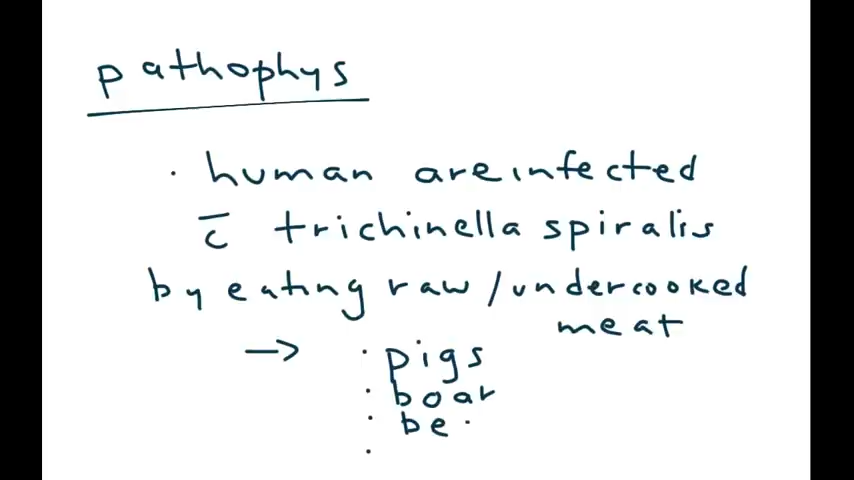 pathophys
· human are infected
c̅ trichinella spiralis
by eating raw / undercooked
meat
→ · pigs
· boar
· be
·